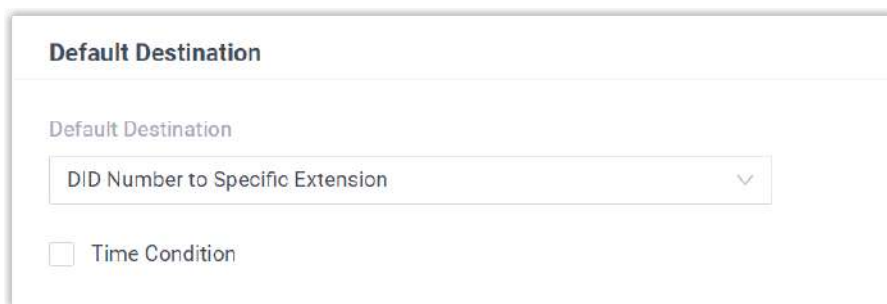 Default Destination
Default Destination
DID Number to Specific Extension
Time Condition